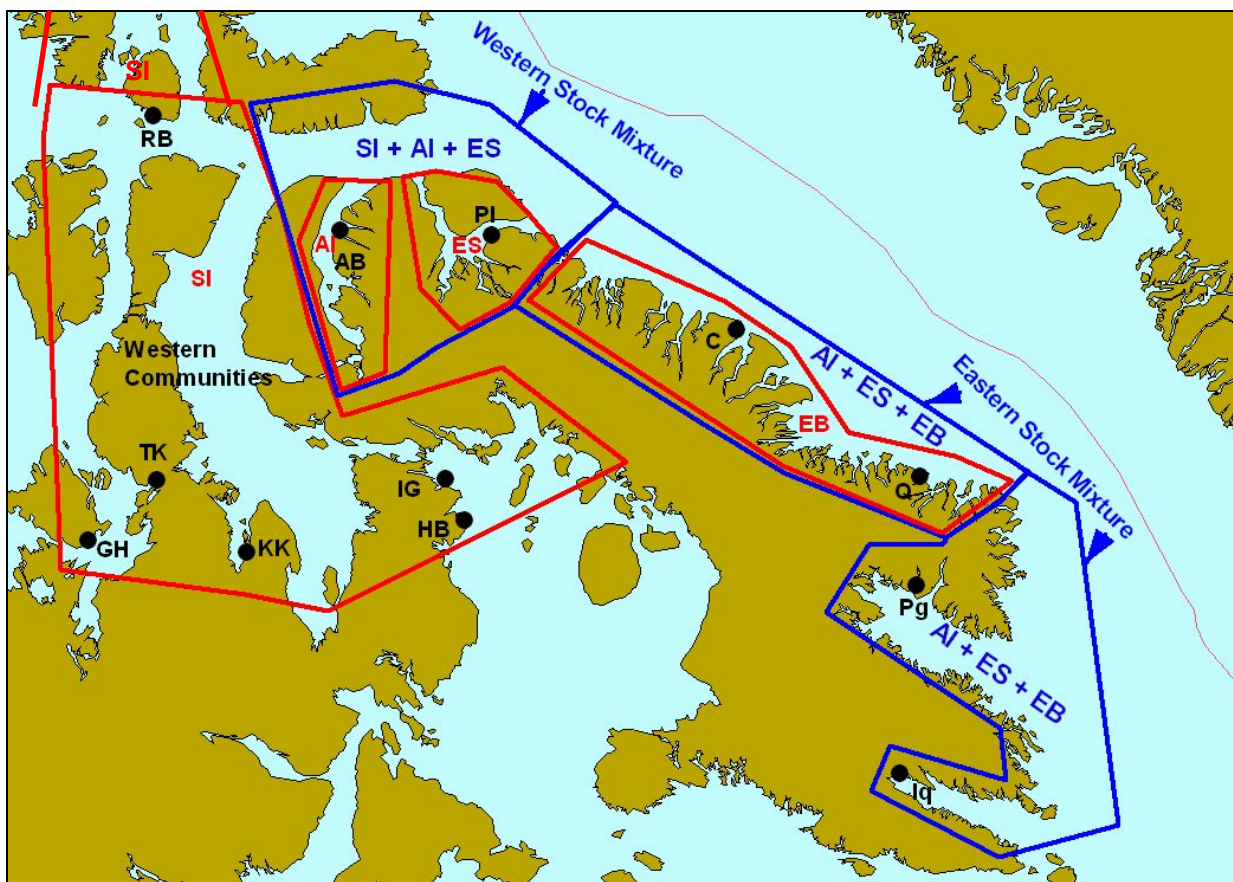 Western Stock Mixture
SI
RB
SI + AI + ES
PI
AI
ES
AB
SI
C
Western
Communities
AI + ES + EB
Eastern Stock Mixture
EB
TK
IG
Q
HB
GH
KK
Pg
AI + ES + EB
Iq